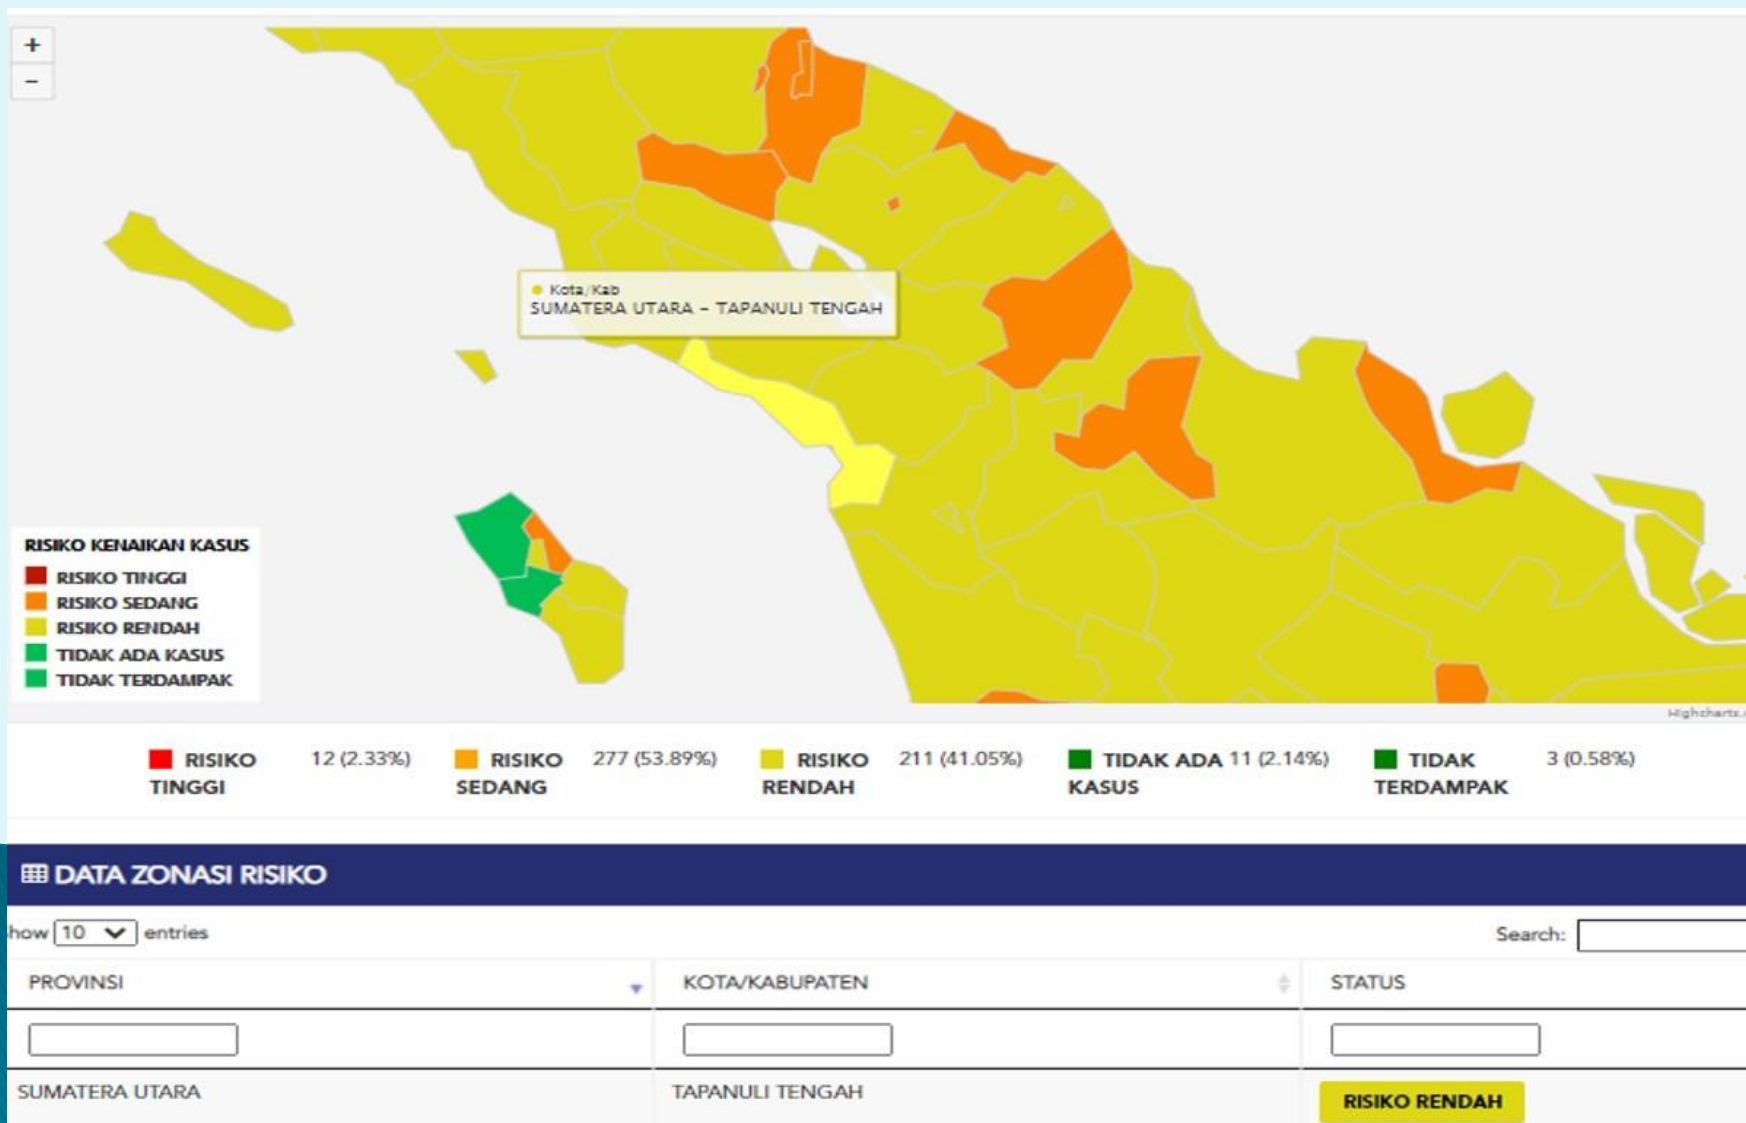 +
−
Kota/Kab
SUMATERA UTARA – TAPANULI TENGAH
RISIKO KENAIKAN KASUS
RISIKO TINGGI
RISIKO SEDANG
RISIKO RENDAH
TIDAK ADA KASUS
TIDAK TERDAMPAK
RISIKO TINGGI 12 (2.33%)
RISIKO SEDANG 277 (53.89%)
RISIKO RENDAH 211 (41.05%)
TIDAK ADA KASUS 11 (2.14%)
TIDAK TERDAMPAK 3 (0.58%)
DATA ZONASI RISIKO
how 10 entries
Search:
PROVINSI KOTA/KABUPATEN STATUS
SUMATERA UTARA TAPANULI TENGAH RISIKO RENDAH